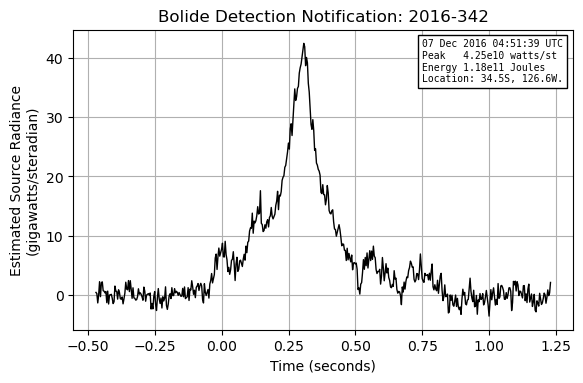 Bolide Detection Notification: 2016-342
07 Dec 2016 04:51:39 UTC
Peak 4.25e10 watts/st
Energy 1.18e11 Joules
Location: 34.5S, 126.6W.
Estimated Source Radiance
(gigawatts/steradian)
40
30
20
10
0
−0.50 −0.25 0.00 0.25 0.50 0.75 1.00 1.25
Time (seconds)